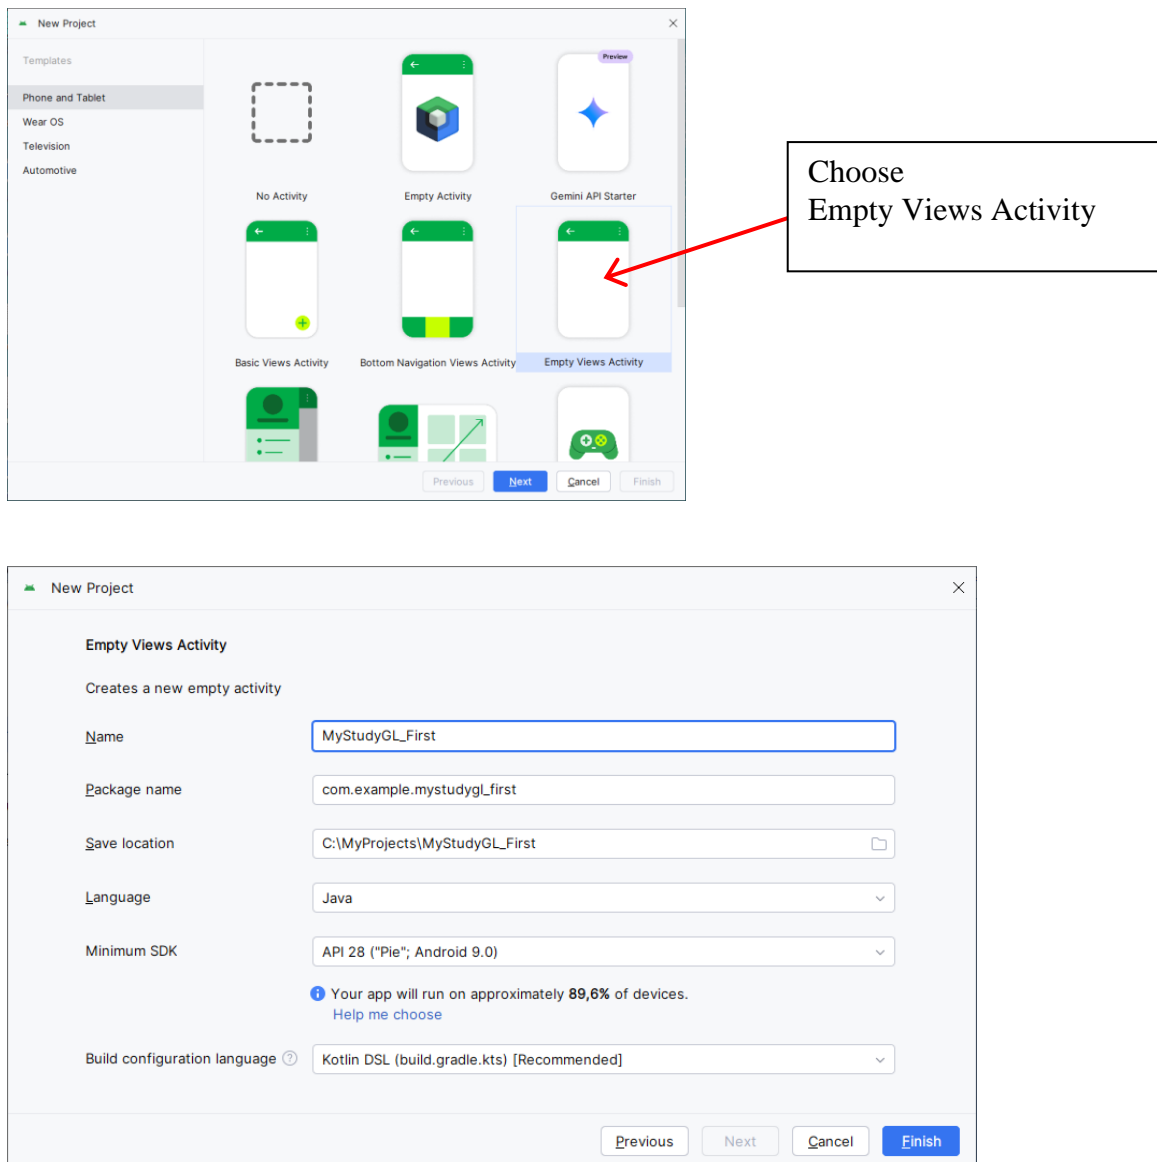 New Project
Templates
Phone and Tablet
Wear OS
Television
Automotive
Preview
No Activity
Empty Activity
Gemini API Starter
Basic Views Activity
Bottom Navigation Views Activity
Empty Views Activity
Previous
Next
Cancel
Finish
Choose
Empty Views Activity
New Project
Empty Views Activity
Creates a new empty activity
Name
MyStudyGL_First
Package name
com.example.mystudygl_first
Save location
C:\MyProjects\MyStudyGL_First
Language
Java
Minimum SDK
API 28 ("Pie"; Android 9.0)
Your app will run on approximately 89,6% of devices.
Help me choose
Build configuration language
Kotlin DSL (build.gradle.kts) [Recommended]
Previous
Next
Cancel
Finish